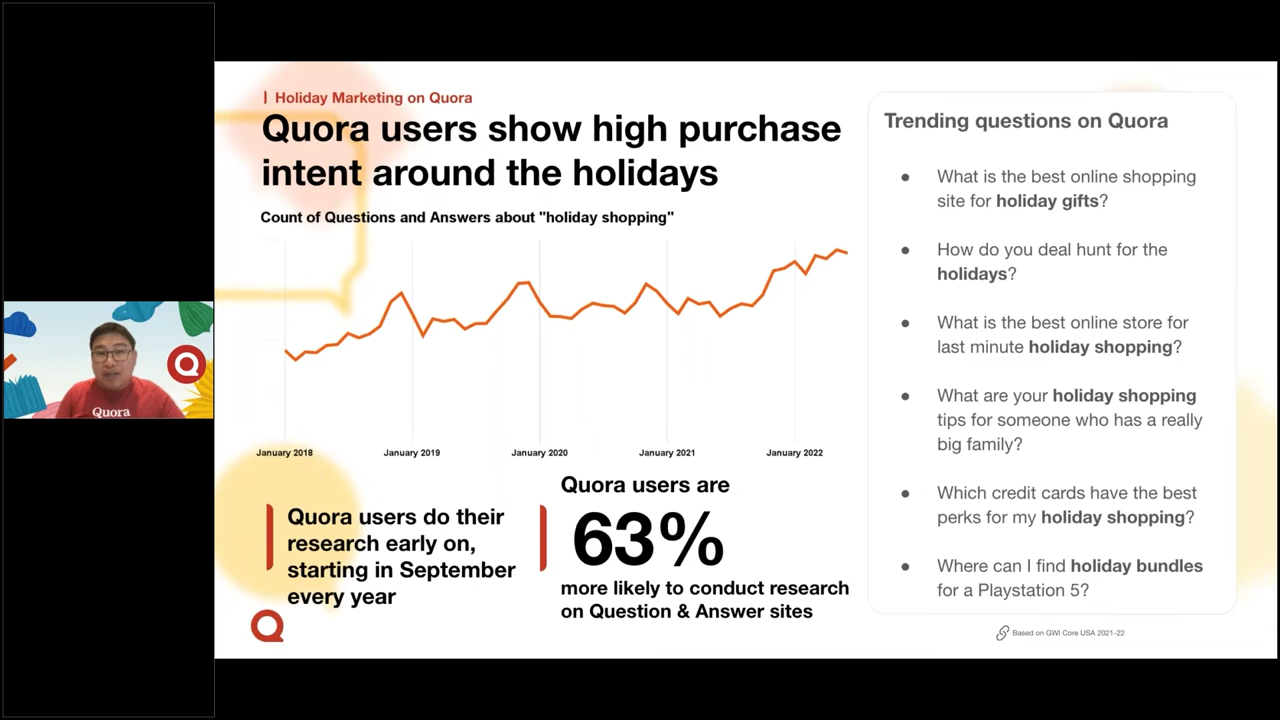 Holiday Marketing on Quora
Quora users show high purchase
intent around the holidays
Count of Questions and Answers about "holiday shopping"
January 2018
January 2019
January 2020
January 2021
January 2022
Quora users do their
research early on,
starting in September
every year
Quora users are
63%
more likely to conduct research
on Question & Answer sites
Trending questions on Quora
● What is the best online shopping
site for holiday gifts?
● How do you deal hunt for the
holidays?
● What is the best online store for
last minute holiday shopping?
● What are your holiday shopping
tips for someone who has a really
big family?
● Which credit cards have the best
perks for my holiday shopping?
● Where can I find holiday bundles
for a Playstation 5?
Based on GWI Core USA 2021-22
Quora